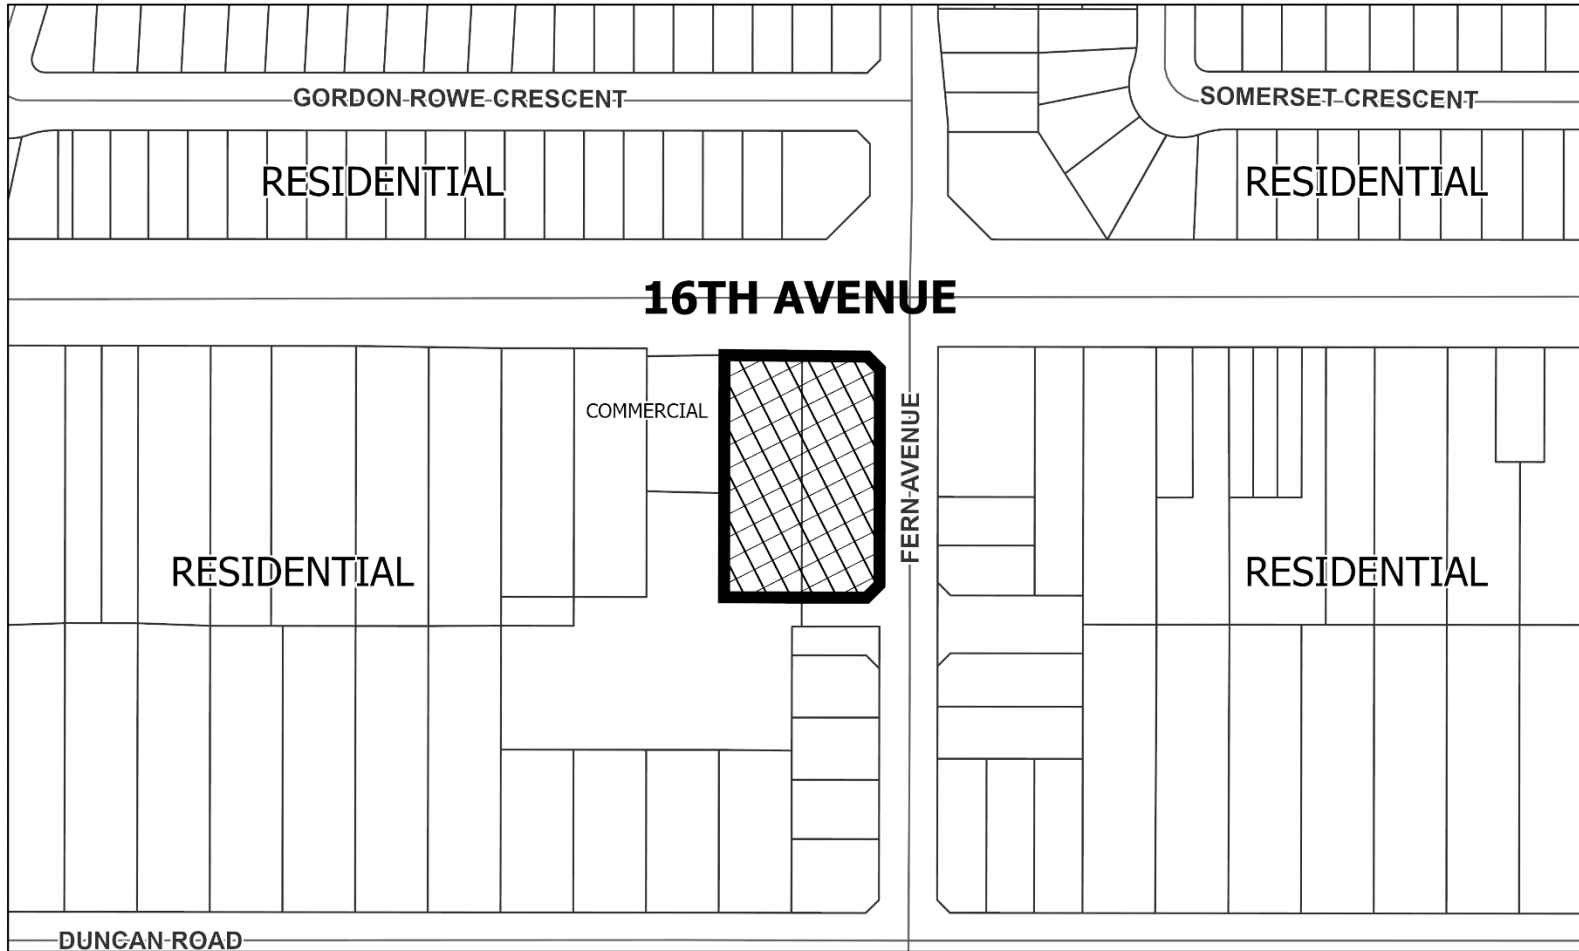 GORDON ROWE CRESCENT
SOMERSET CRESCENT
RESIDENTIAL
RESIDENTIAL
16TH AVENUE
COMMERCIAL
FERN AVENUE
RESIDENTIAL
RESIDENTIAL
DUNCAN ROAD